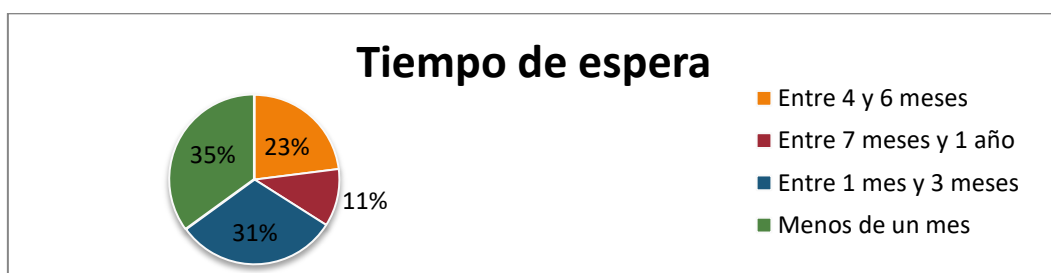 Tiempo de espera
23%
11%
31%
35%
Entre 4 y 6 meses
Entre 7 meses y 1 año
Entre 1 mes y 3 meses
Menos de un mes